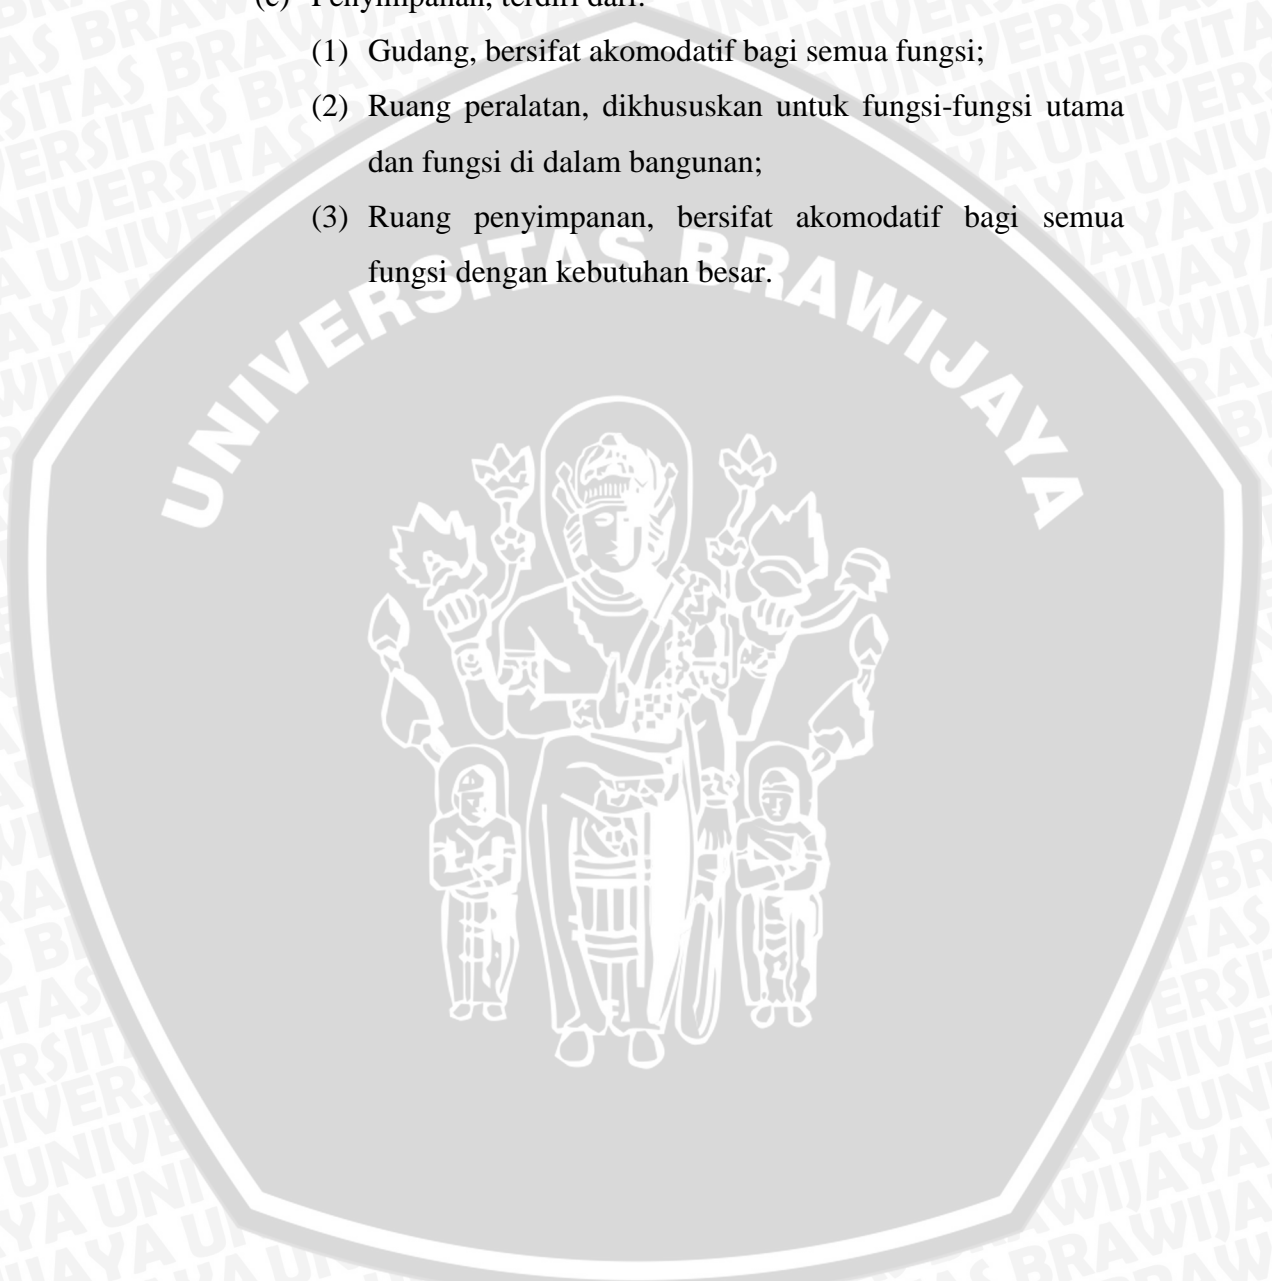 Penyimpanan, terdiri dari:
(1) Gudang, bersifat akomodatif bagi semua fungsi;
(2) Ruang peralatan, dikhususkan untuk fungsi-fungsi utama
dan fungsi di dalam bangunan;
(3) Ruang penyimpanan, bersifat akomodatif bagi semua
fungsi dengan kebutuhan besar.
UNIVERSITAS BRAWIJAYA